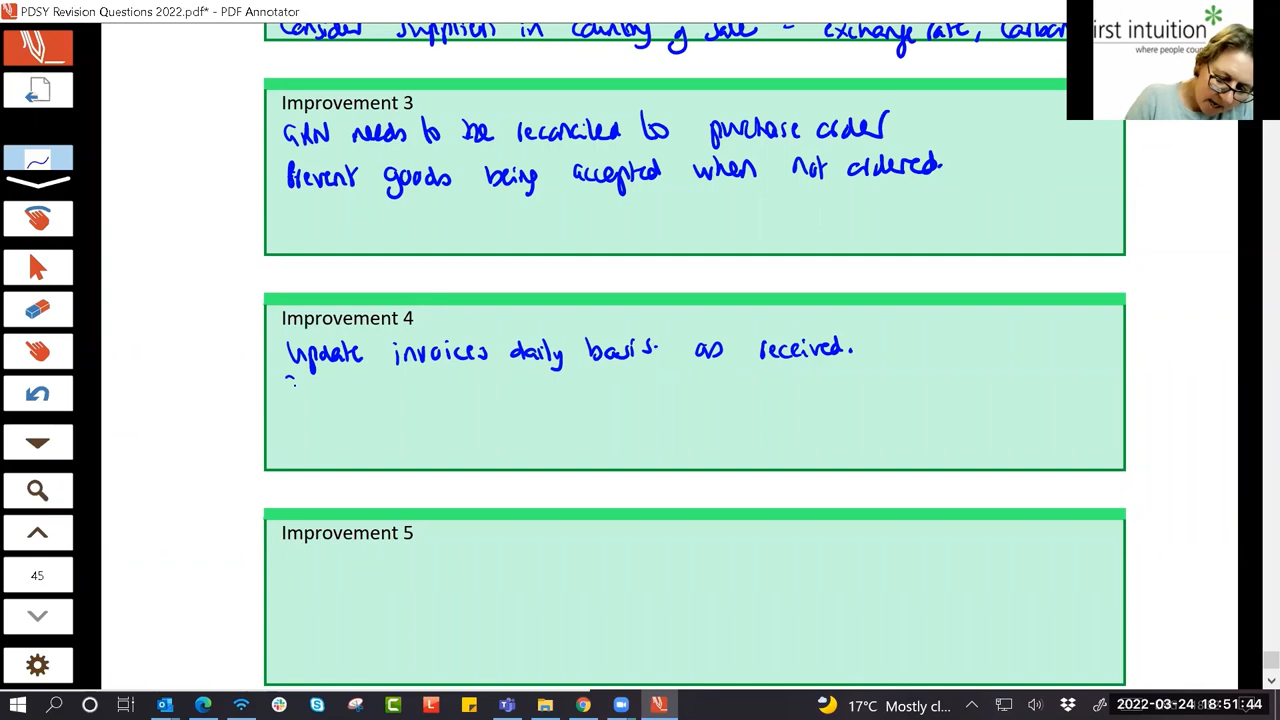 PDSY Revision Questions 2022.pdf* - PDF Annotator
First intuition
where people cou
Consider suppliers in country of sale - exchange rate, carbon
Improvement 3
GRN needs to be reconciled to purchase order
Prevent goods being accepted when not ordered.
Improvement 4
Update invoices daily basis. as received.
Improvement 5
45
17°C Mostly cl...
2022-03-24 18:51:44